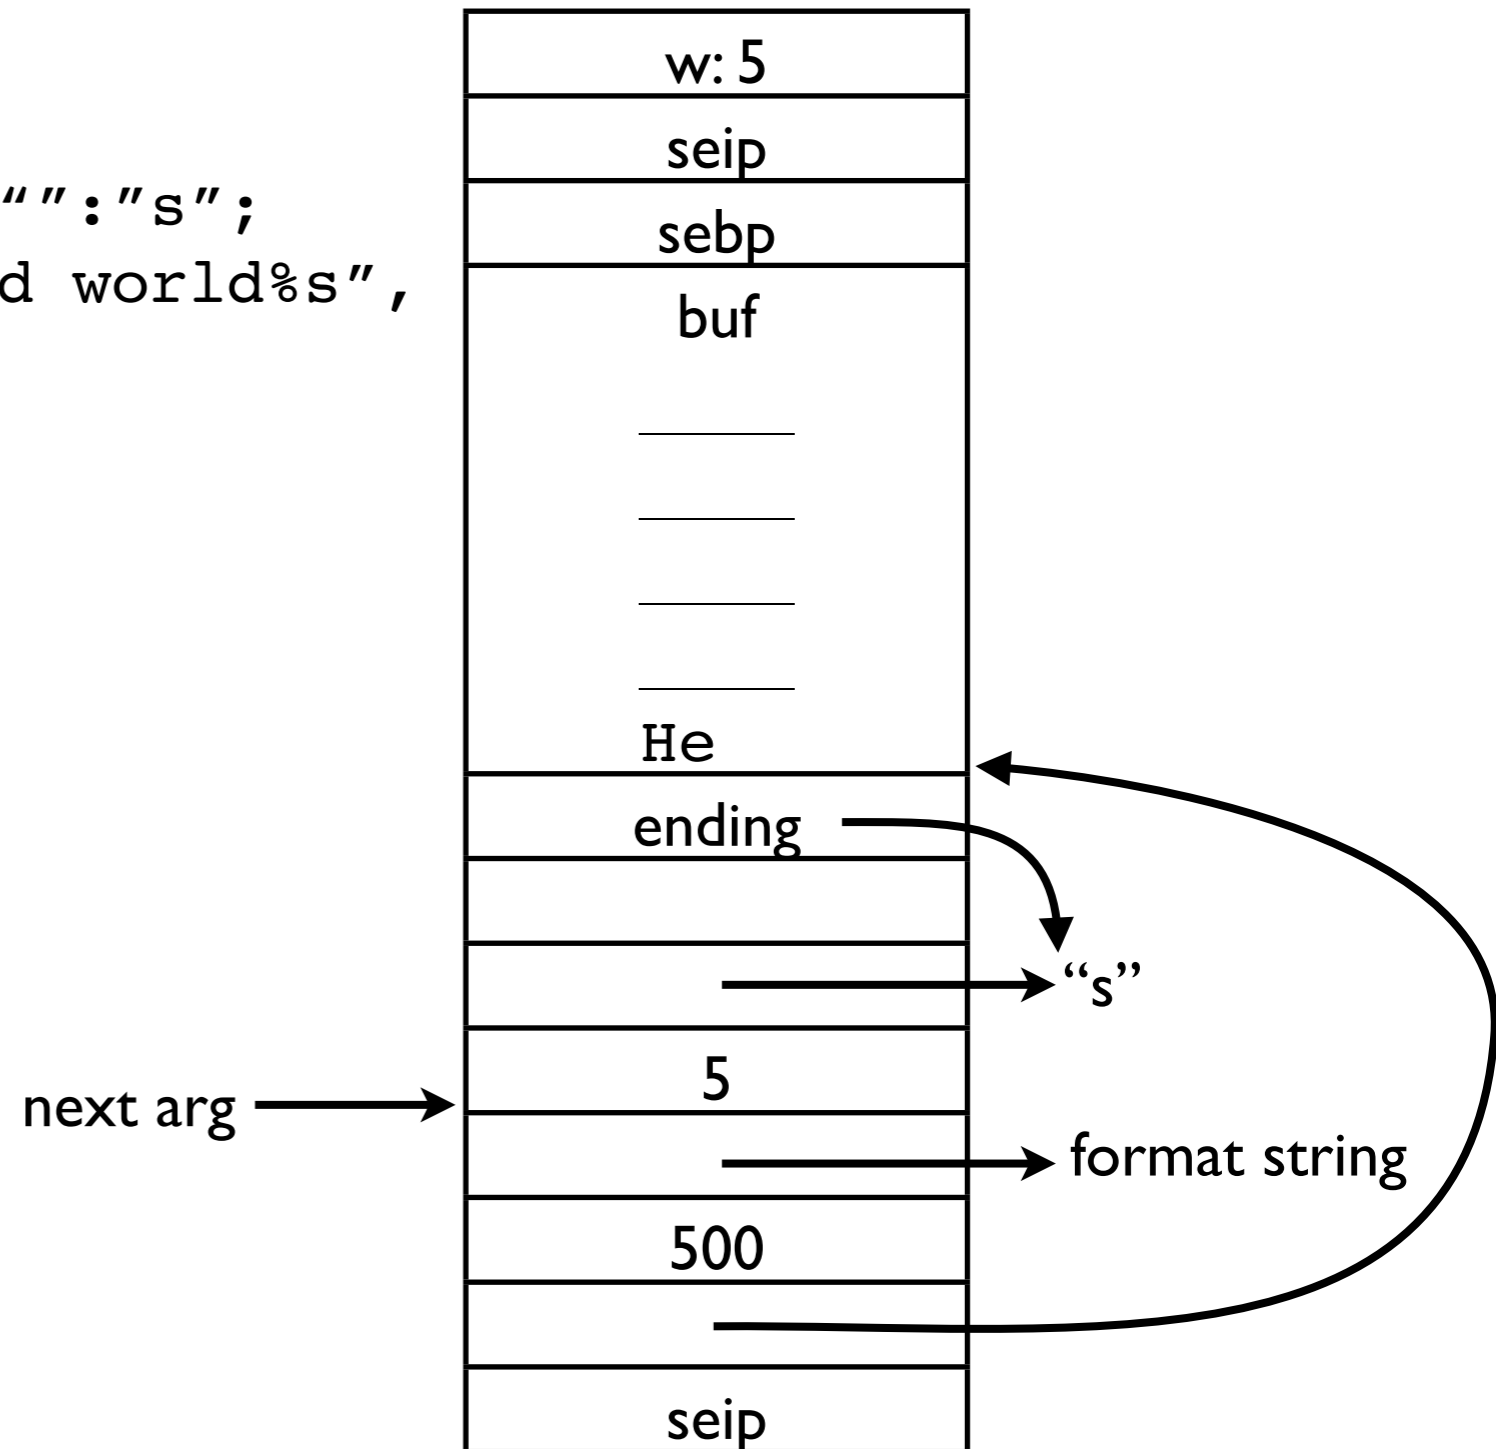 “”:”s”;
d world%s”,
w: 5
seip
sebp
buf
He
ending
“s”
5
next arg
format string
500
seip